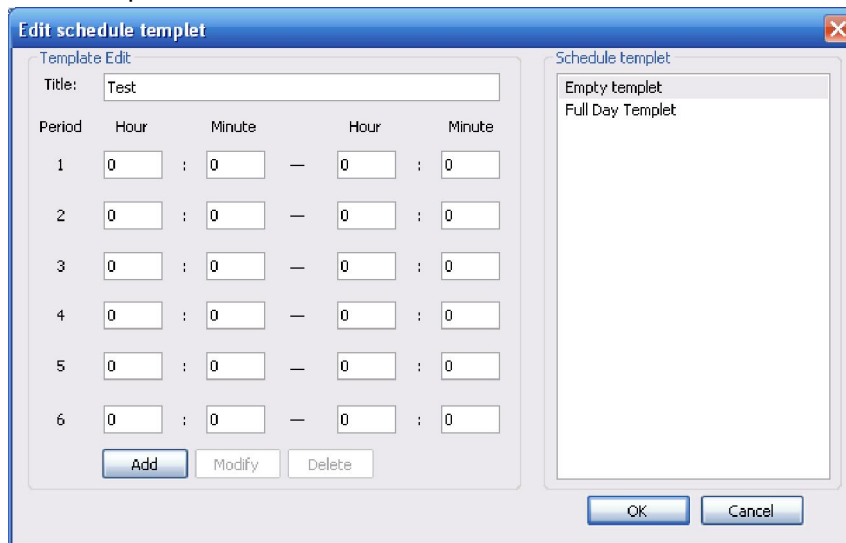 Edit schedule templet
Template Edit
Title: Test
Period Hour Minute Hour Minute
1 0 : 0 — 0 : 0
2 0 : 0 — 0 : 0
3 0 : 0 — 0 : 0
4 0 : 0 — 0 : 0
5 0 : 0 — 0 : 0
6 0 : 0 — 0 : 0
Add Modify Delete
Schedule templet
Empty templet
Full Day Templet
OK Cancel